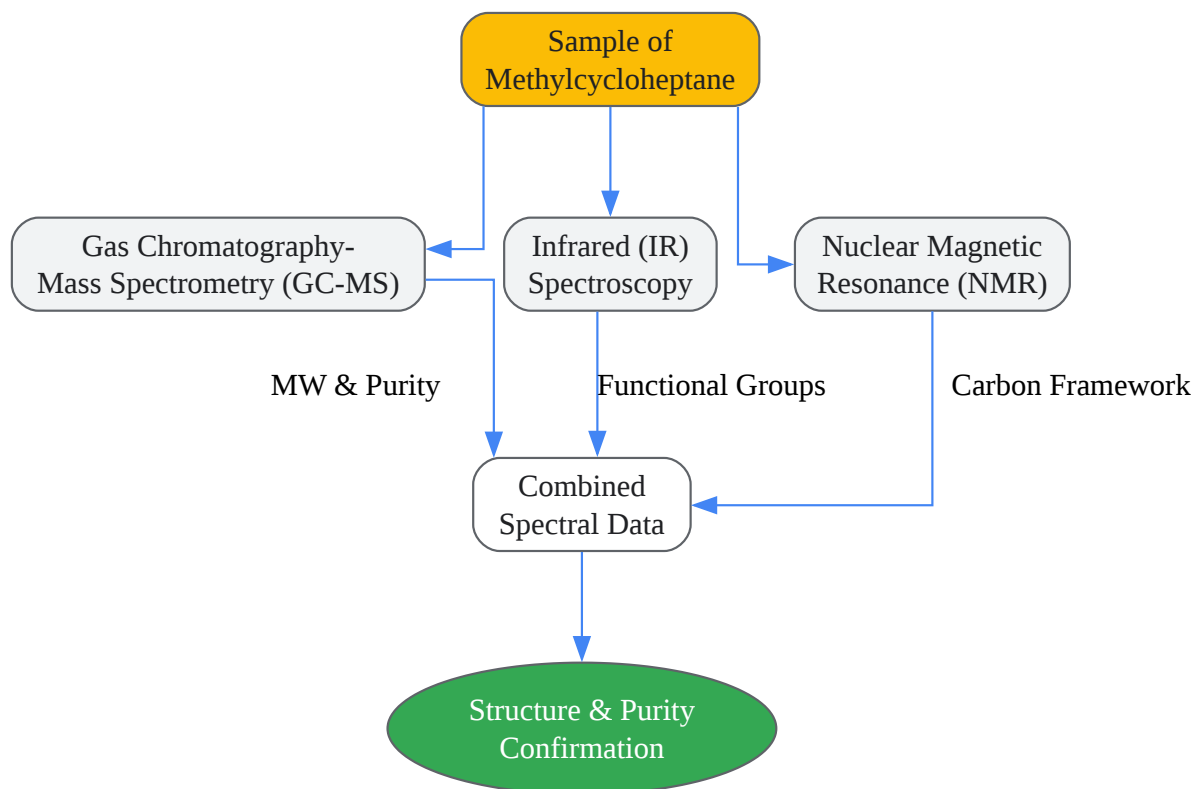 Sample of
Methylcycloheptane
Gas Chromatography-
Mass Spectrometry (GC-MS)
Infrared (IR)
Spectroscopy
Nuclear Magnetic
Resonance (NMR)
MW & Purity
Functional Groups
Carbon Framework
Combined
Spectral Data
Structure & Purity
Confirmation